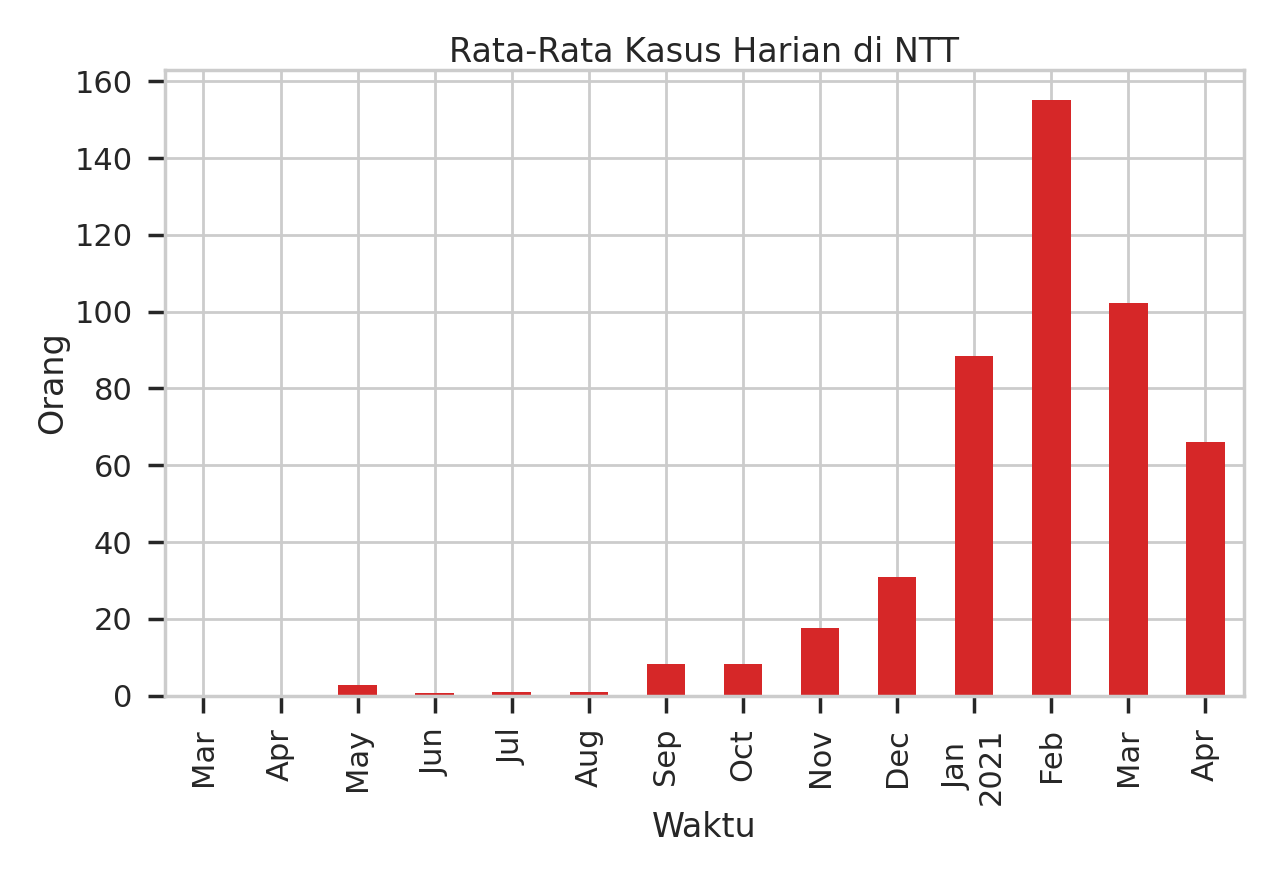 Rata-Rata Kasus Harian di NTT
160
140
120
100
80
60
40
20
0
Orang
Mar
Apr
May
Jun
Jul
Aug
Sep
Oct
Nov
Dec
Jan
2021
Feb
Mar
Apr
Waktu